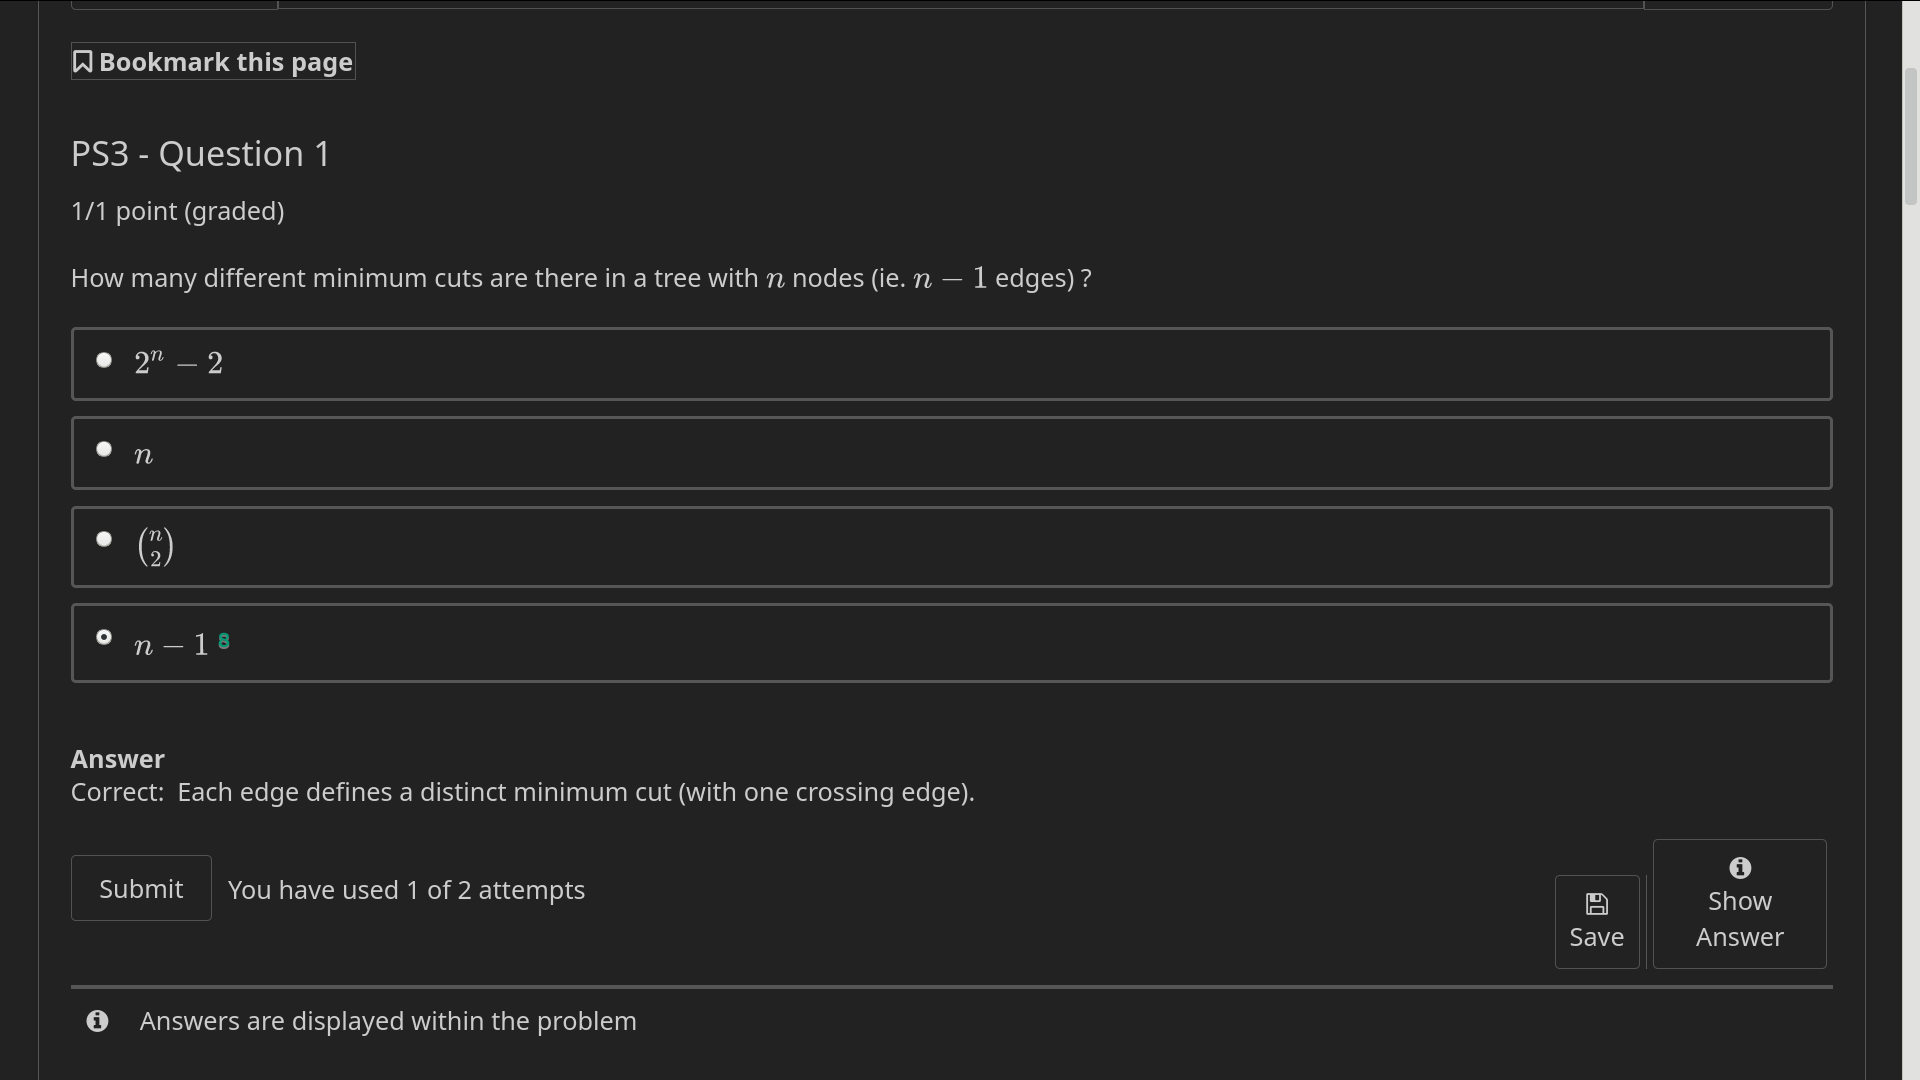 Bookmark this page
PS3 - Question 1
1/1 point (graded)
How many different minimum cuts are there in a tree with n nodes (ie. n − 1 edges) ?
2ⁿ − 2
n
(n 2)
n − 1
Answer
Correct: Each edge defines a distinct minimum cut (with one crossing edge).
Submit
You have used 1 of 2 attempts
Save
Show
Answer
Answers are displayed within the problem